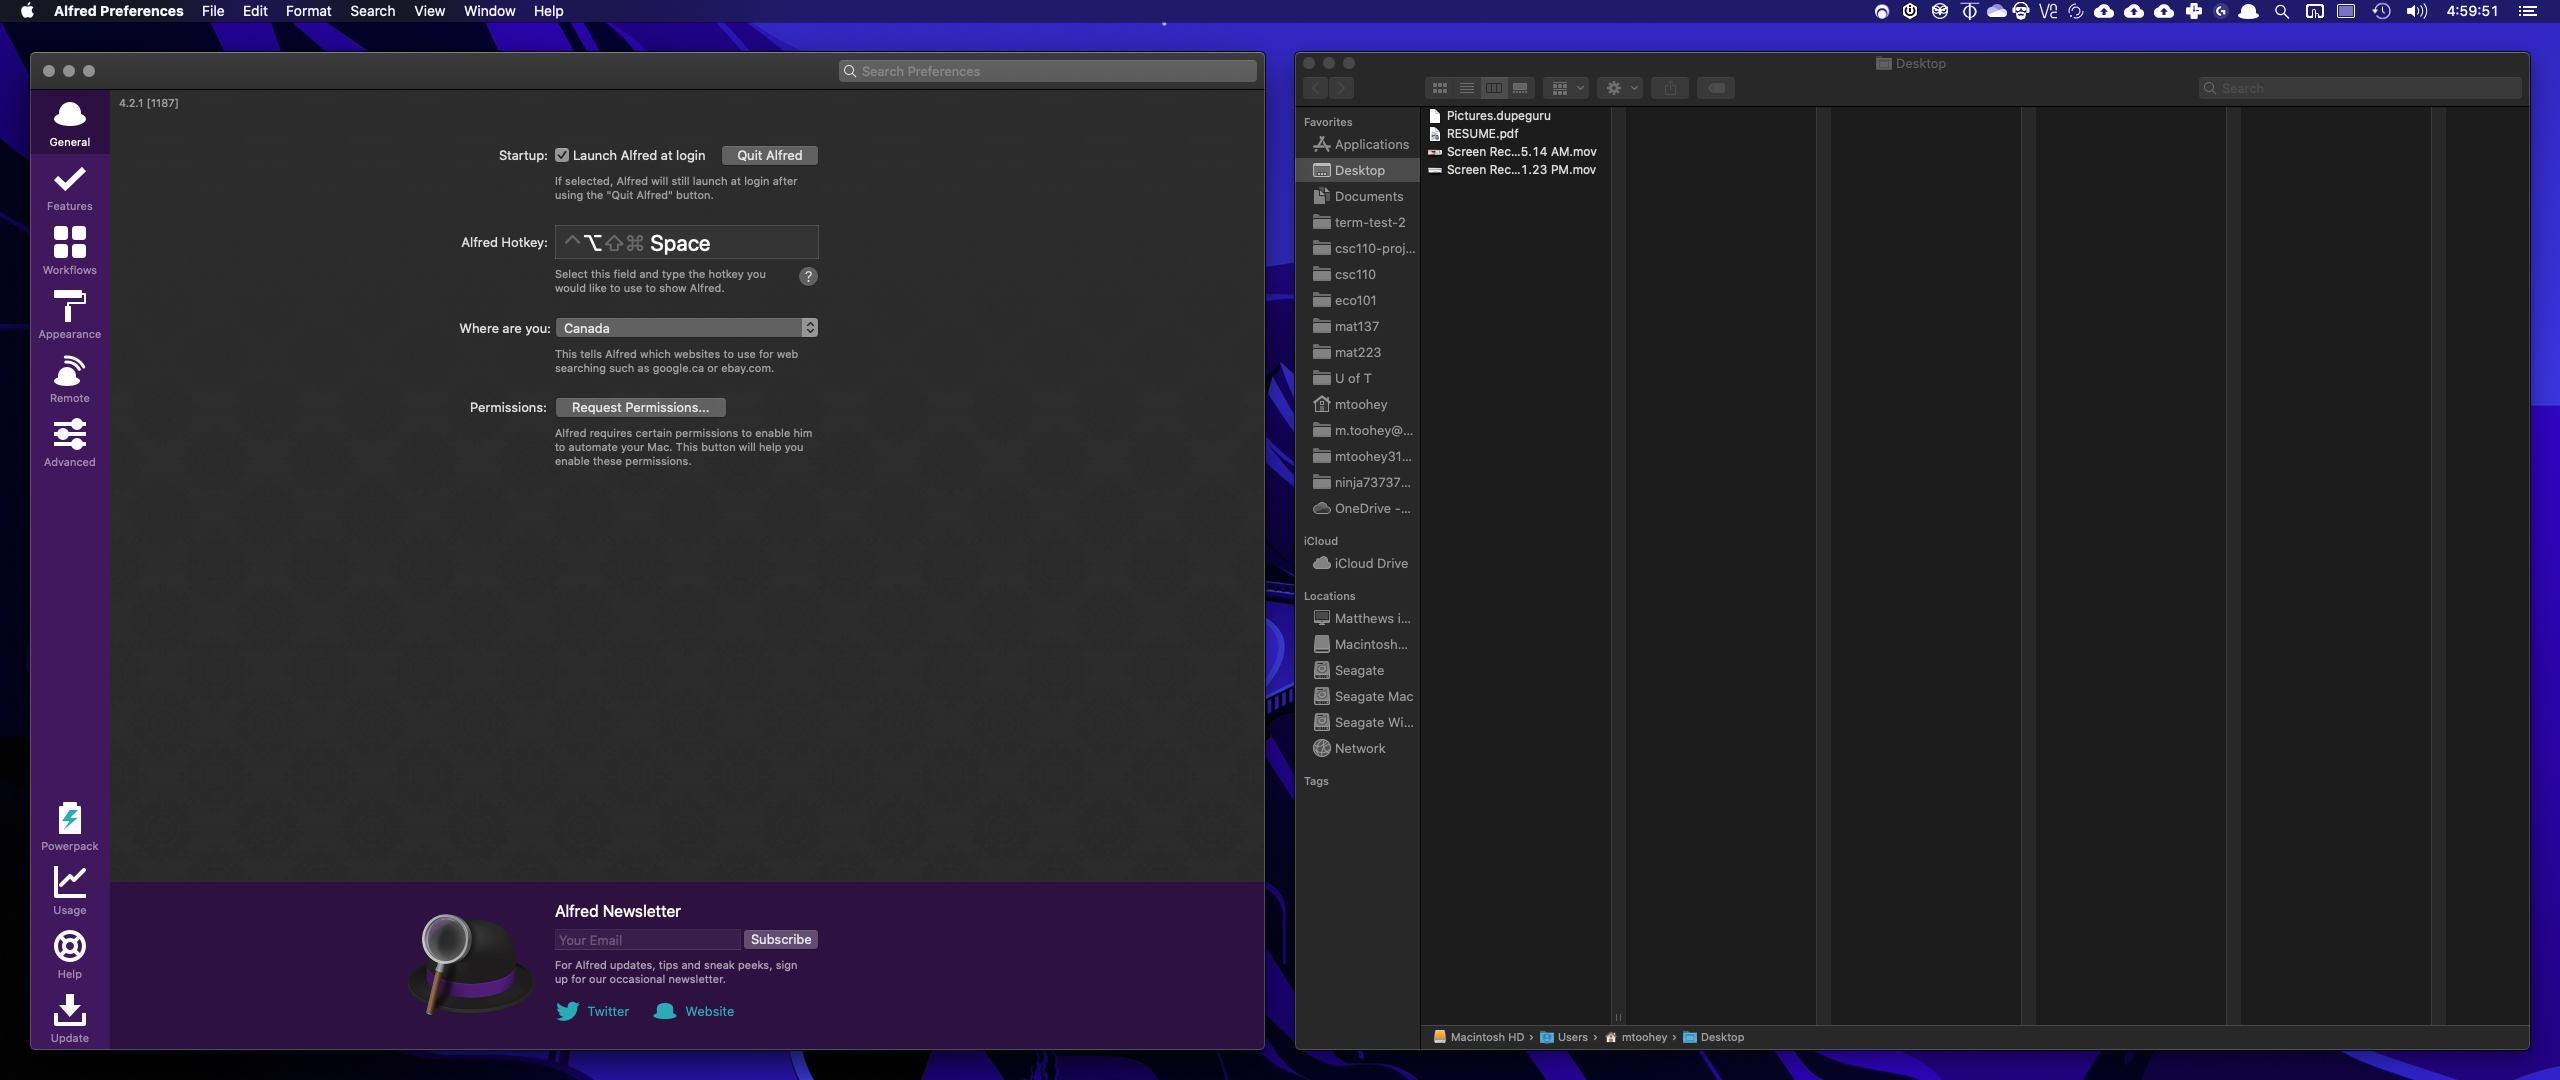 Alfred Preferences File Edit Format Search View Window Help
4:59:51
Search Preferences
4.2.1 [1187]
General
Features
Workflows
Appearance
Remote
Advanced
Powerpack
Usage
Help
Update
Startup: Launch Alfred at login Quit Alfred
If selected, Alfred will still launch at login after
using the "Quit Alfred" button.
Alfred Hotkey: ^⌥⇧⌘ Space
Select this field and type the hotkey you
would like to use to show Alfred.
?
Where are you: Canada
This tells Alfred which websites to use for web
searching such as google.ca or ebay.com.
Permissions: Request Permissions...
Alfred requires certain permissions to enable him
to automate your Mac. This button will help you
enable these permissions.
Alfred Newsletter
Your Email Subscribe
For Alfred updates, tips and sneak peeks, sign
up for our occasional newsletter.
Twitter Website
Desktop
Search
Favorites
Applications
Desktop
Documents
term-test-2
csc110-proj...
csc110
eco101
mat137
mat223
U of T
mtoohey
m.toohey@...
mtoohey31...
ninja73737...
OneDrive -...
iCloud
iCloud Drive
Locations
Matthews i...
Macintosh...
Seagate
Seagate Mac
Seagate Wi...
Network
Tags
Pictures.dupeguru
RESUME.pdf
Screen Rec...5.14 AM.mov
Screen Rec...1.23 PM.mov
Macintosh HD › Users › mtoohey › Desktop